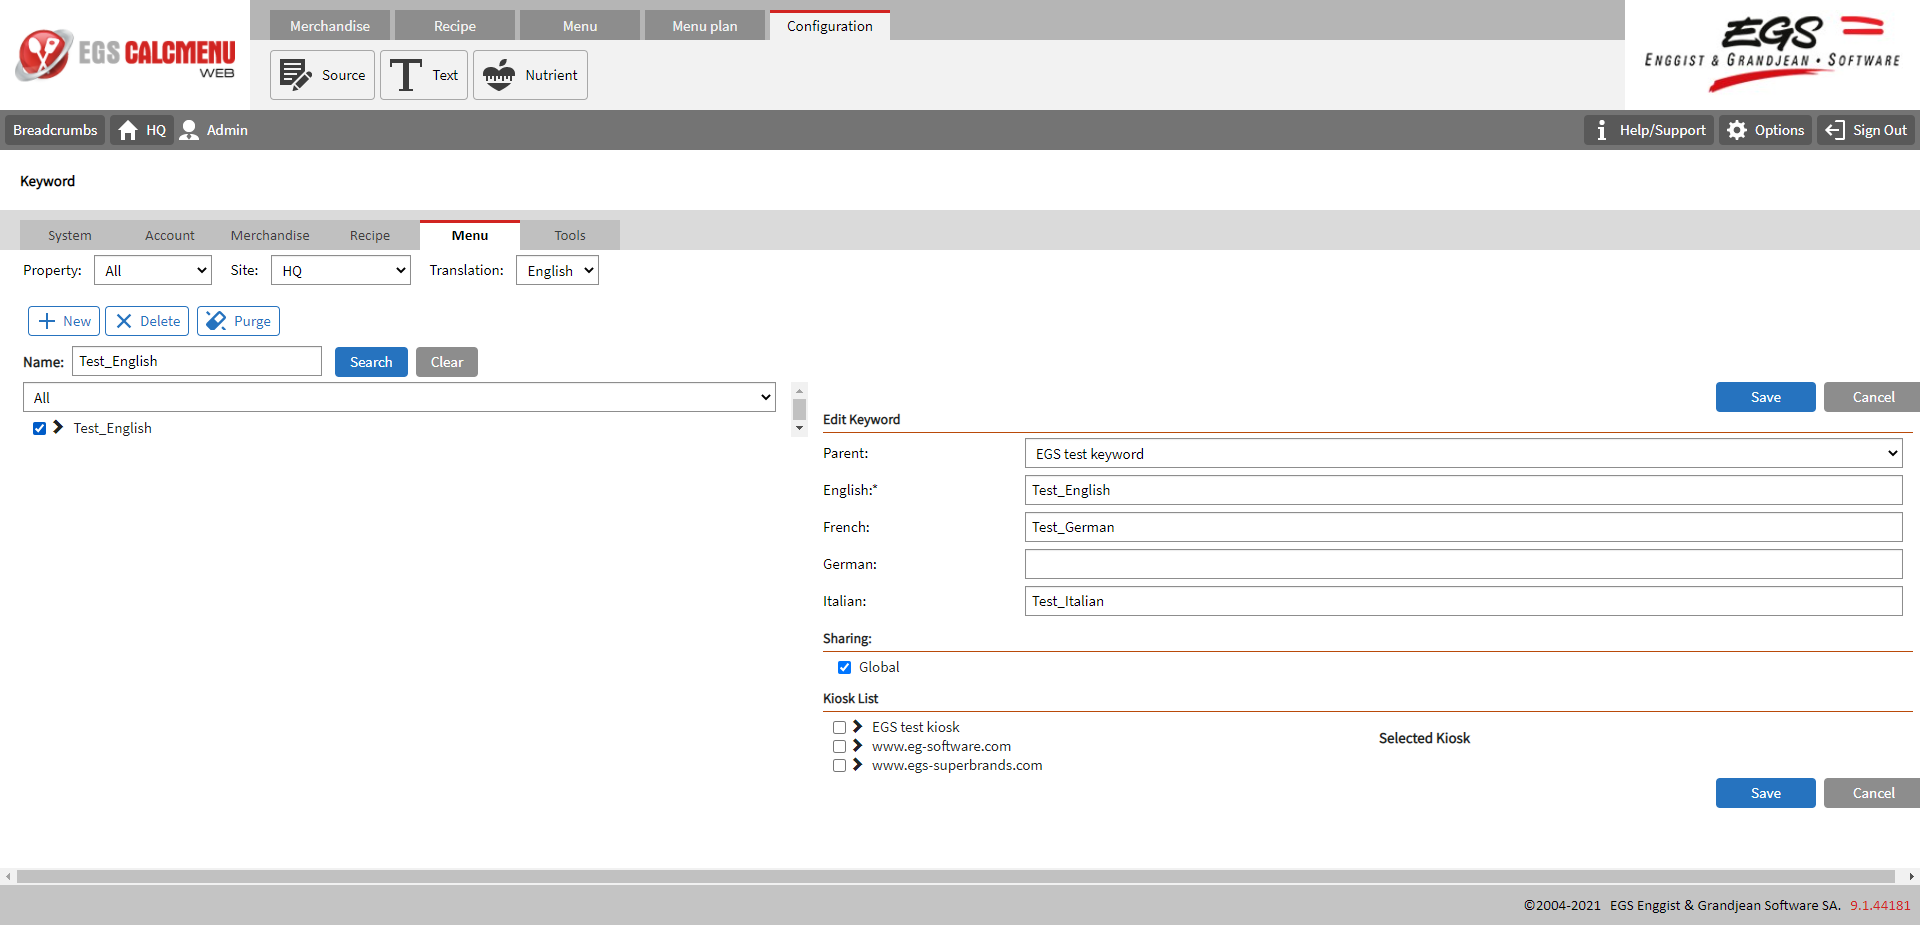 EGS CALCMENU
WEB
Merchandise Recipe Menu Menu plan Configuration
Source Text Nutrient
EGS
ENGGIST & GRANDJEAN • SOFTWARE
Breadcrumbs HQ Admin Help/Support Options Sign Out
Keyword
System Account Merchandise Recipe Menu Tools
Property: All Site: HQ Translation: English
New Delete Purge
Name: Test_English Search Clear
All
Test_English
Save Cancel
Edit Keyword
Parent: EGS test keyword
English:* Test_English
French: Test_German
German:
Italian: Test_Italian
Sharing:
Global
Kiosk List
EGS test kiosk
www.eg-software.com
www.egs-superbrands.com
Selected Kiosk
Save Cancel
©2004-2021 EGS Enggist & Grandjean Software SA. 9.1.44181